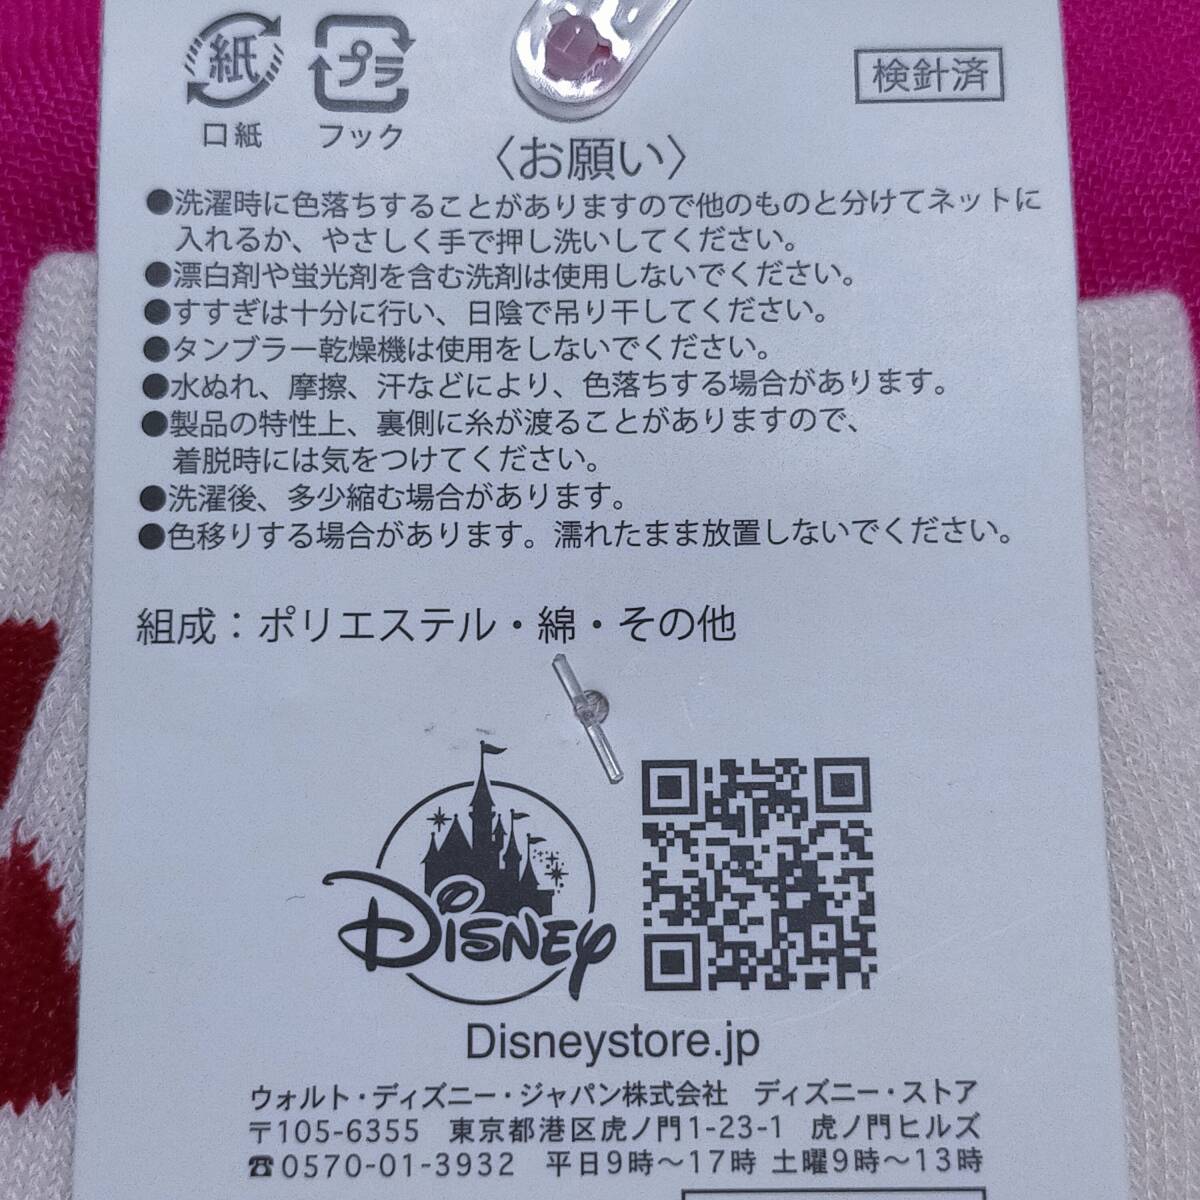 紙 プラ
口紙 フック
検針済
〈お願い〉
●洗濯時に色落ちすることがありますので他のものと分けてネットに
入れるか、やさしく手で押し洗いしてください。
●漂白剤や蛍光剤を含む洗剤は使用しないでください。
●すすぎは十分に行い、日陰で吊り干してください。
●タンブラー乾燥機は使用をしないでください。
●水ぬれ、摩擦、汗などにより、色落ちする場合があります。
●製品の特性上、裏側に糸が渡ることがありますので、
着脱時には気をつけてください。
●洗濯後、多少縮む場合があります。
●色移りする場合があります。濡れたまま放置しないでください。
組成：ポリエステル・綿・その他
Disney
Disneystore.jp
ウォルト・ディズニー・ジャパン株式会社 ディズニー・ストア
〒105-6355 東京都港区虎ノ門1-23-1 虎ノ門ヒルズ
☎0570-01-3932 平日9時〜17時 土曜9時〜13時